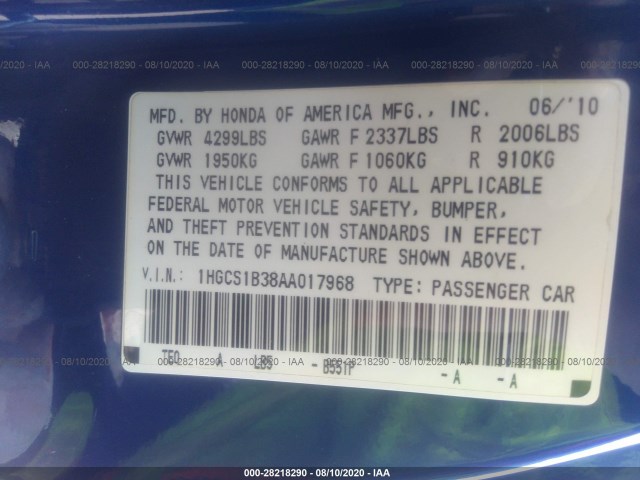 000-28218290 - 08/10/2020 - IAA
MFD. BY HONDA OF AMERICA MFG., INC. 06/'10
GVWR 4299LBS GAWR F 2337LBS R 2006LBS
GVWR 1950KG GAWR F 1060KG R 910KG
THIS VEHICLE CONFORMS TO ALL APPLICABLE
FEDERAL MOTOR VEHICLE SAFETY, BUMPER,
AND THEFT PREVENTION STANDARDS IN EFFECT
ON THE DATE OF MANUFACTURE SHOWN ABOVE.
V.I.N.: 1HGCS1B38AA017968 TYPE: PASSENGER CAR
TE0 A LBS - B551P -A - -A
000-28218290 - 08/10/2020 - IAA